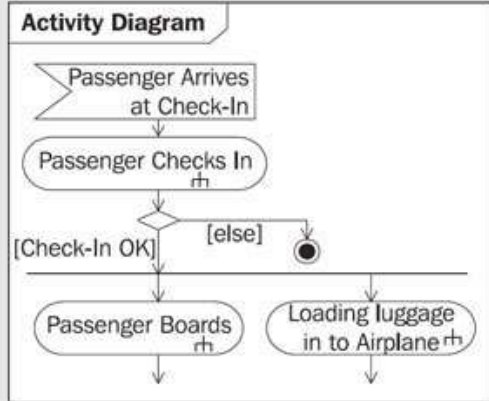 Activity Diagram
Passenger Arrives
at Check-In
Passenger Checks In
[else]
[Check-In OK]
Passenger Boards
Loading luggage
in to Airplane